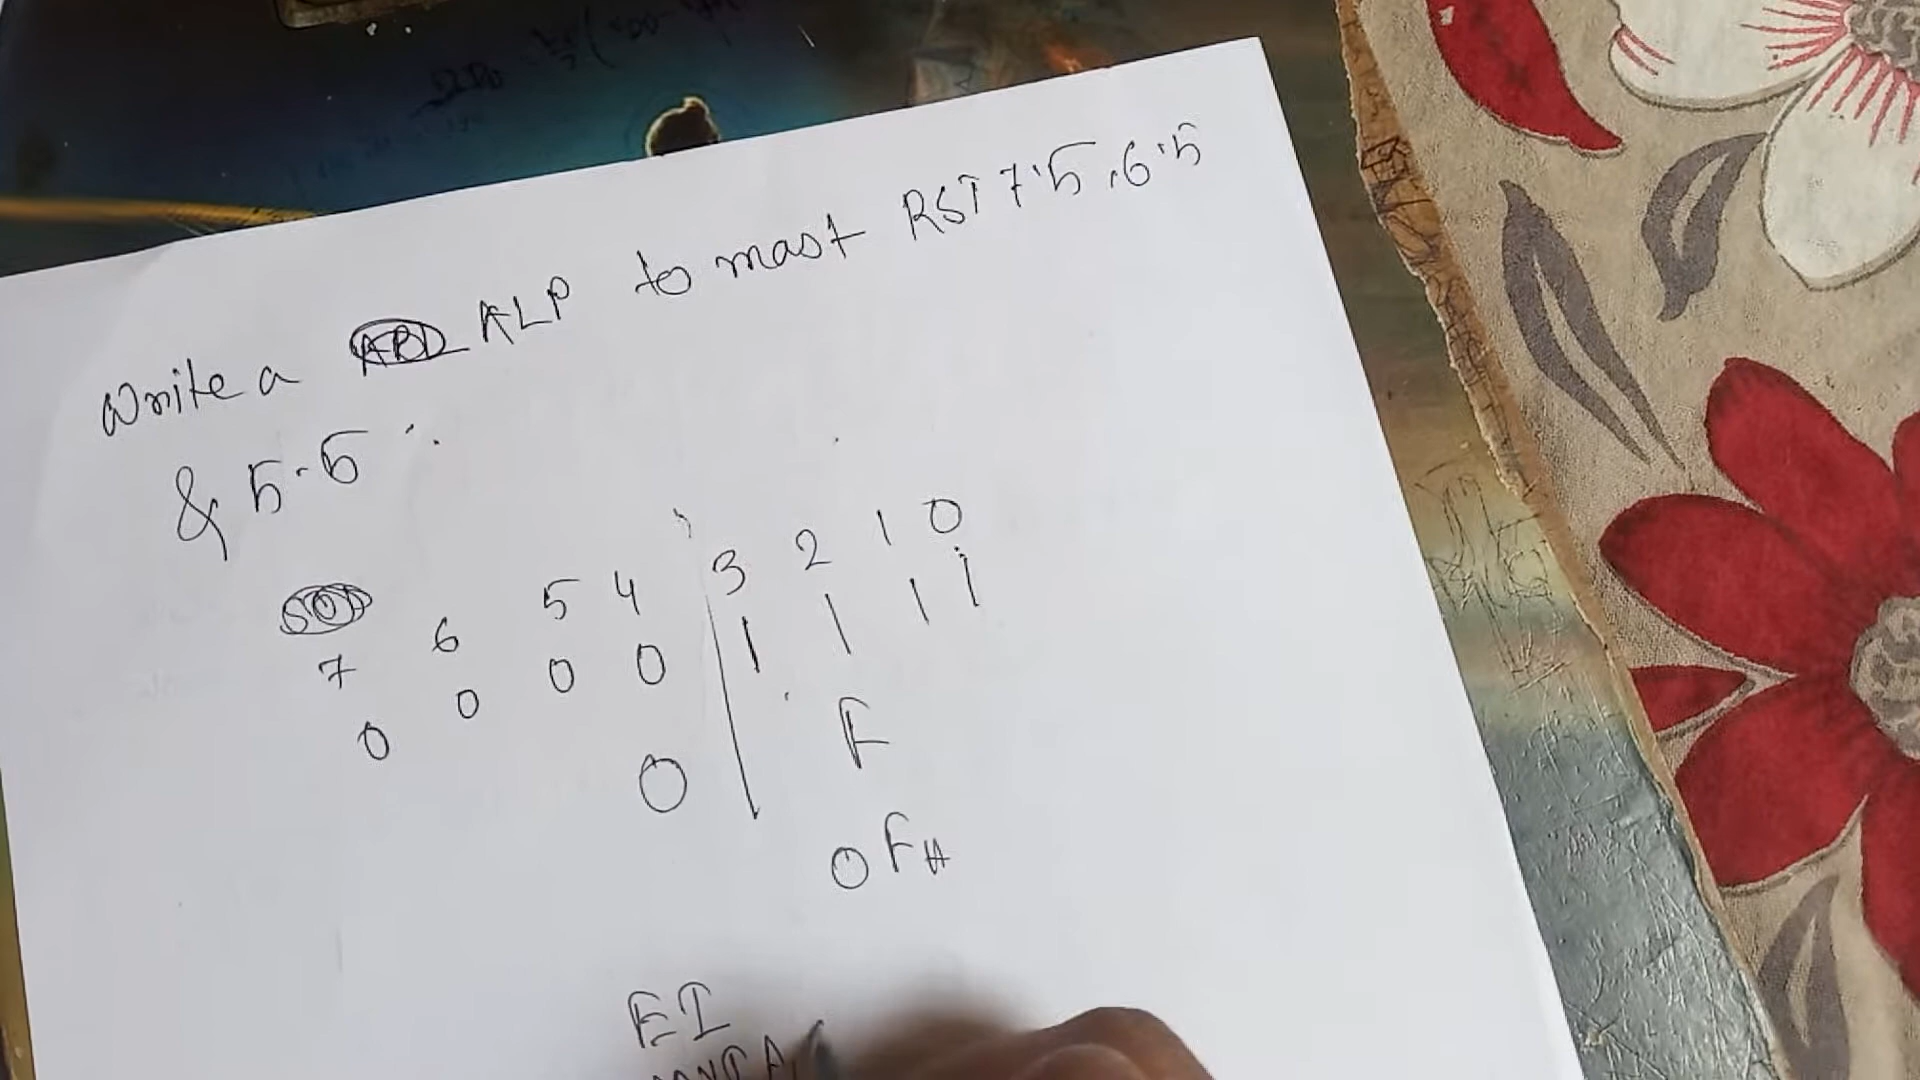 Write a ALP to mast RST 7.5, 6.5
& 5.5 :
7 6 5 4 3 2 1 0
0 0 0 0 1 1 1 1
0 F
0FH
EI